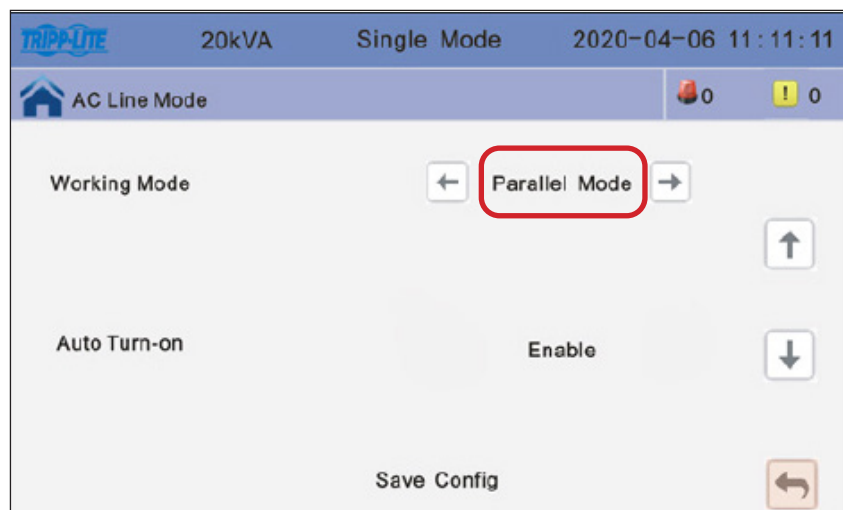 TRIPP-LITE 20kVA Single Mode 2020-04-06 11:11:11
AC Line Mode 0 ! 0
Working Mode ← Parallel Mode →
↑
Auto Turn-on Enable ↓
Save Config